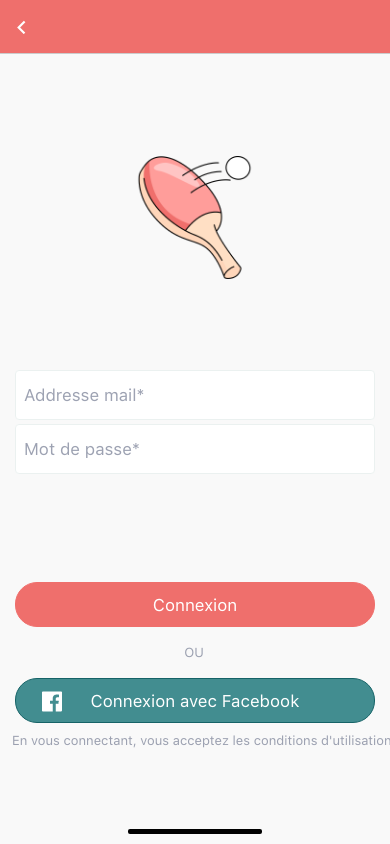 Addresse mail*
Mot de passe*
Connexion
OU
Connexion avec Facebook
En vous connectant, vous acceptez les conditions d'utilisation